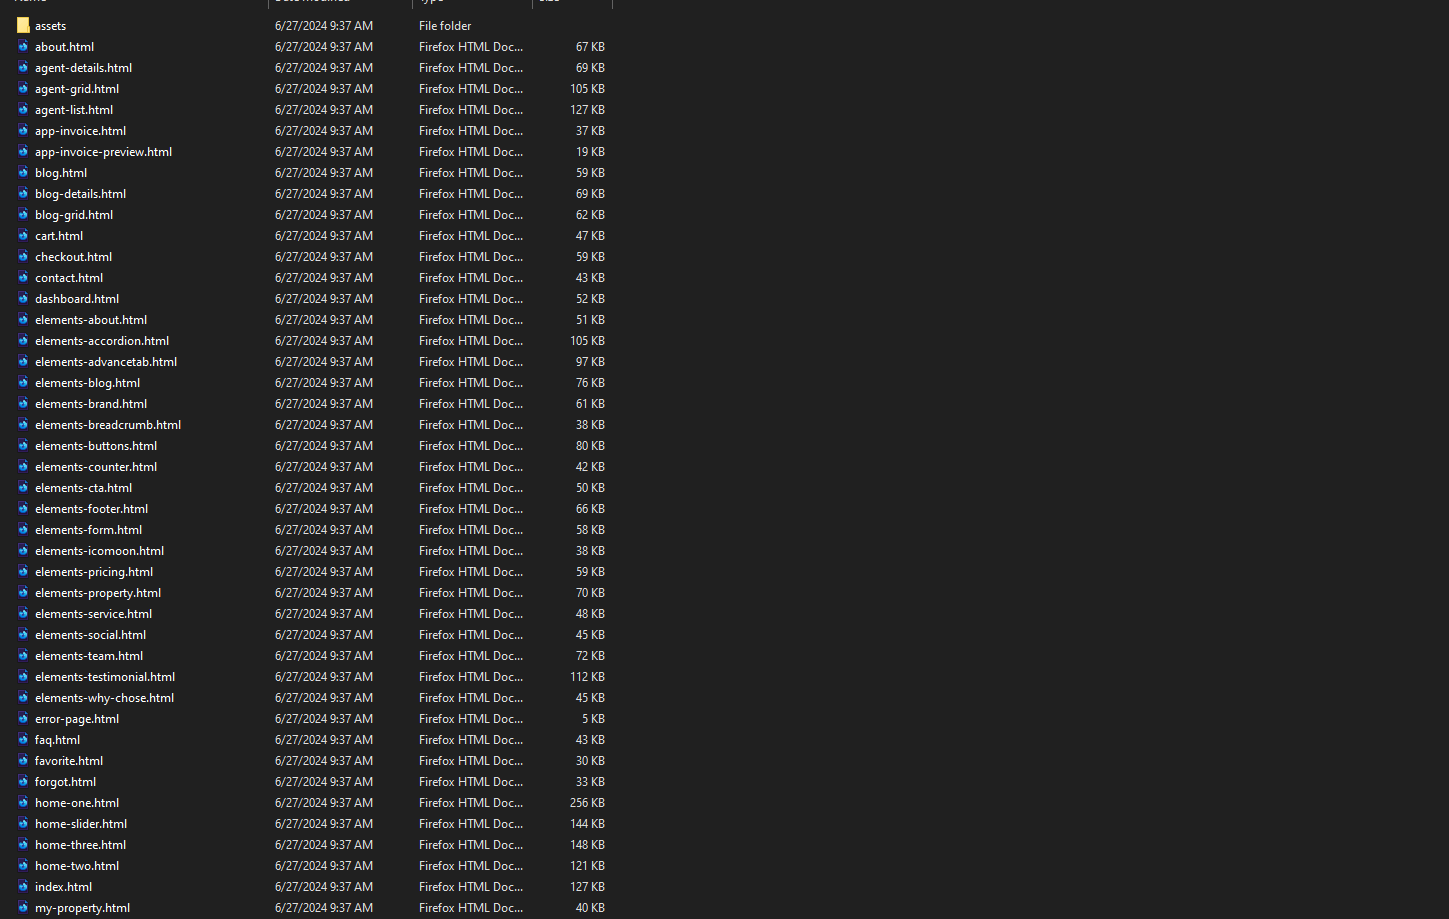 Name Date modified Type Size
assets 6/27/2024 9:37 AM File folder
about.html 6/27/2024 9:37 AM Firefox HTML Doc... 67 KB
agent-details.html 6/27/2024 9:37 AM Firefox HTML Doc... 69 KB
agent-grid.html 6/27/2024 9:37 AM Firefox HTML Doc... 105 KB
agent-list.html 6/27/2024 9:37 AM Firefox HTML Doc... 127 KB
app-invoice.html 6/27/2024 9:37 AM Firefox HTML Doc... 37 KB
app-invoice-preview.html 6/27/2024 9:37 AM Firefox HTML Doc... 19 KB
blog.html 6/27/2024 9:37 AM Firefox HTML Doc... 59 KB
blog-details.html 6/27/2024 9:37 AM Firefox HTML Doc... 69 KB
blog-grid.html 6/27/2024 9:37 AM Firefox HTML Doc... 62 KB
cart.html 6/27/2024 9:37 AM Firefox HTML Doc... 47 KB
checkout.html 6/27/2024 9:37 AM Firefox HTML Doc... 59 KB
contact.html 6/27/2024 9:37 AM Firefox HTML Doc... 43 KB
dashboard.html 6/27/2024 9:37 AM Firefox HTML Doc... 52 KB
elements-about.html 6/27/2024 9:37 AM Firefox HTML Doc... 51 KB
elements-accordion.html 6/27/2024 9:37 AM Firefox HTML Doc... 105 KB
elements-advancetab.html 6/27/2024 9:37 AM Firefox HTML Doc... 97 KB
elements-blog.html 6/27/2024 9:37 AM Firefox HTML Doc... 76 KB
elements-brand.html 6/27/2024 9:37 AM Firefox HTML Doc... 61 KB
elements-breadcrumb.html 6/27/2024 9:37 AM Firefox HTML Doc... 38 KB
elements-buttons.html 6/27/2024 9:37 AM Firefox HTML Doc... 80 KB
elements-counter.html 6/27/2024 9:37 AM Firefox HTML Doc... 42 KB
elements-cta.html 6/27/2024 9:37 AM Firefox HTML Doc... 50 KB
elements-footer.html 6/27/2024 9:37 AM Firefox HTML Doc... 66 KB
elements-form.html 6/27/2024 9:37 AM Firefox HTML Doc... 58 KB
elements-icomoon.html 6/27/2024 9:37 AM Firefox HTML Doc... 38 KB
elements-pricing.html 6/27/2024 9:37 AM Firefox HTML Doc... 59 KB
elements-property.html 6/27/2024 9:37 AM Firefox HTML Doc... 70 KB
elements-service.html 6/27/2024 9:37 AM Firefox HTML Doc... 48 KB
elements-social.html 6/27/2024 9:37 AM Firefox HTML Doc... 45 KB
elements-team.html 6/27/2024 9:37 AM Firefox HTML Doc... 72 KB
elements-testimonial.html 6/27/2024 9:37 AM Firefox HTML Doc... 112 KB
elements-why-chose.html 6/27/2024 9:37 AM Firefox HTML Doc... 45 KB
error-page.html 6/27/2024 9:37 AM Firefox HTML Doc... 5 KB
faq.html 6/27/2024 9:37 AM Firefox HTML Doc... 43 KB
favorite.html 6/27/2024 9:37 AM Firefox HTML Doc... 30 KB
forgot.html 6/27/2024 9:37 AM Firefox HTML Doc... 33 KB
home-one.html 6/27/2024 9:37 AM Firefox HTML Doc... 256 KB
home-slider.html 6/27/2024 9:37 AM Firefox HTML Doc... 144 KB
home-three.html 6/27/2024 9:37 AM Firefox HTML Doc... 148 KB
home-two.html 6/27/2024 9:37 AM Firefox HTML Doc... 121 KB
index.html 6/27/2024 9:37 AM Firefox HTML Doc... 127 KB
my-property.html 6/27/2024 9:37 AM Firefox HTML Doc... 40 KB